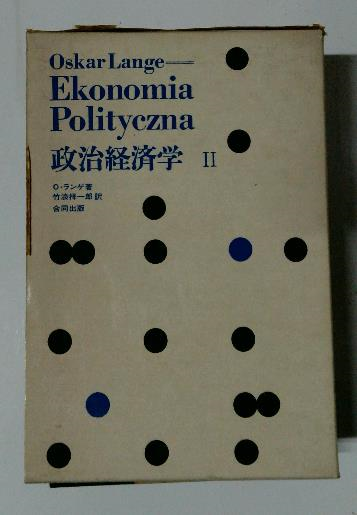 Oskar Lange—
Ekonomia
Polityczna
政治経済学 II
O・ランゲ著
竹浪祥一郎 訳
合同出版